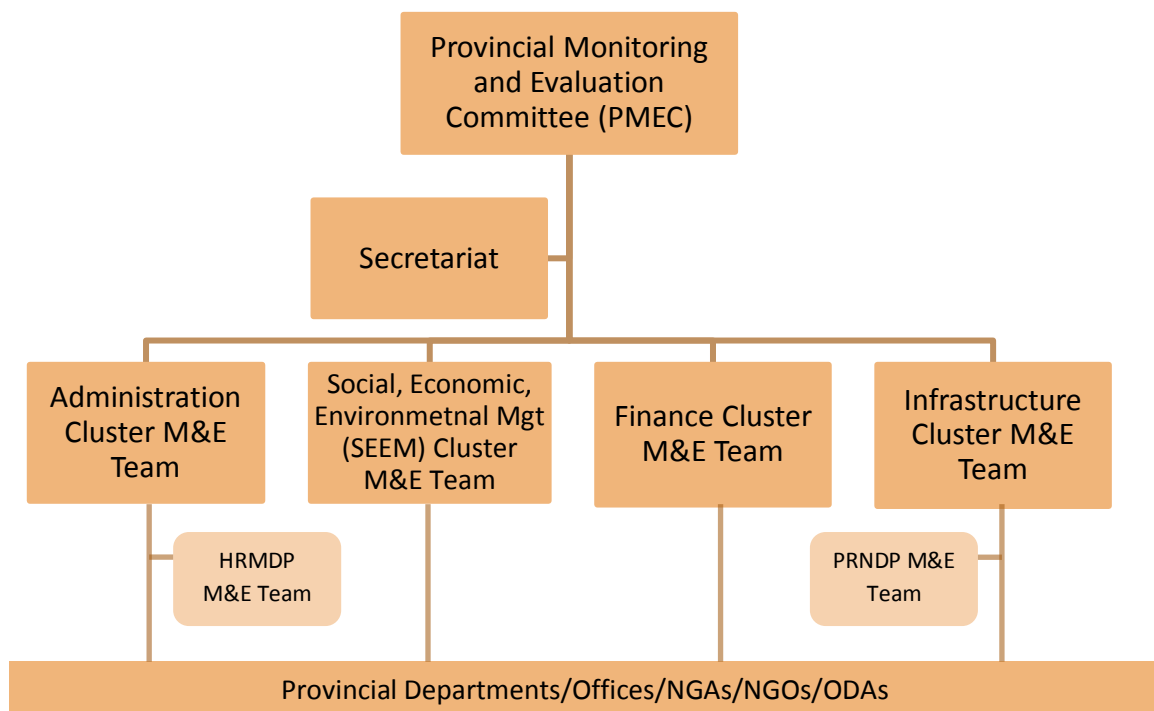 Provincial Monitoring
and Evaluation
Committee (PMEC)
Secretariat
Administration
Cluster M&E
Team
Social, Economic,
Environmetnal Mgt
(SEEM) Cluster
M&E Team
Finance Cluster
M&E Team
Infrastructure
Cluster M&E
Team
HRMDP
M&E Team
PRNDP M&E
Team
Provincial Departments/Offices/NGAs/NGOs/ODAs